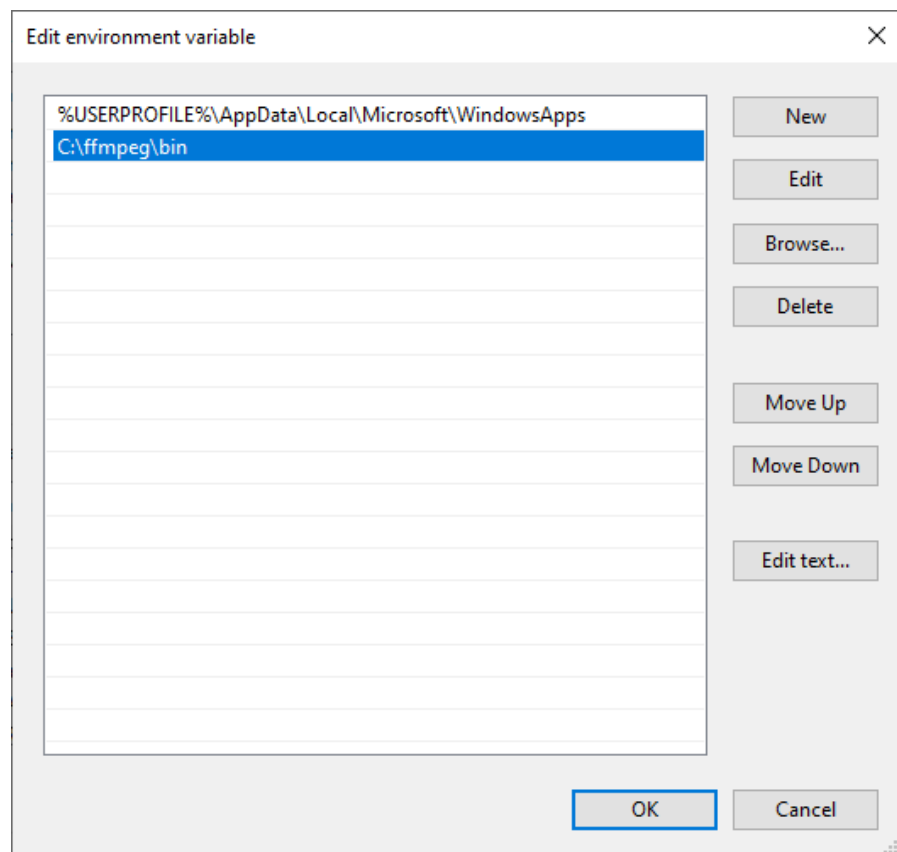 Edit environment variable
%USERPROFILE%\AppData\Local\Microsoft\WindowsApps
C:\ffmpeg\bin
New
Edit
Browse...
Delete
Move Up
Move Down
Edit text...
OK
Cancel